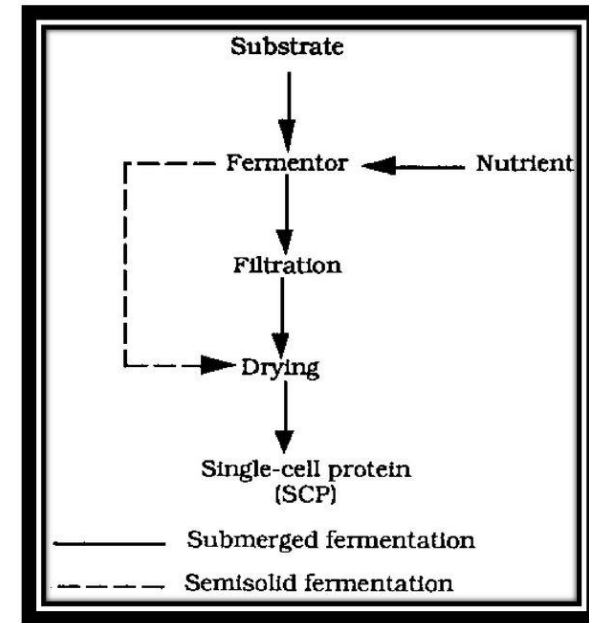 Substrate
Fermentor
Nutrient
Filtration
Drying
Single-cell protein
(SCP)
Submerged fermentation
Semisolid fermentation